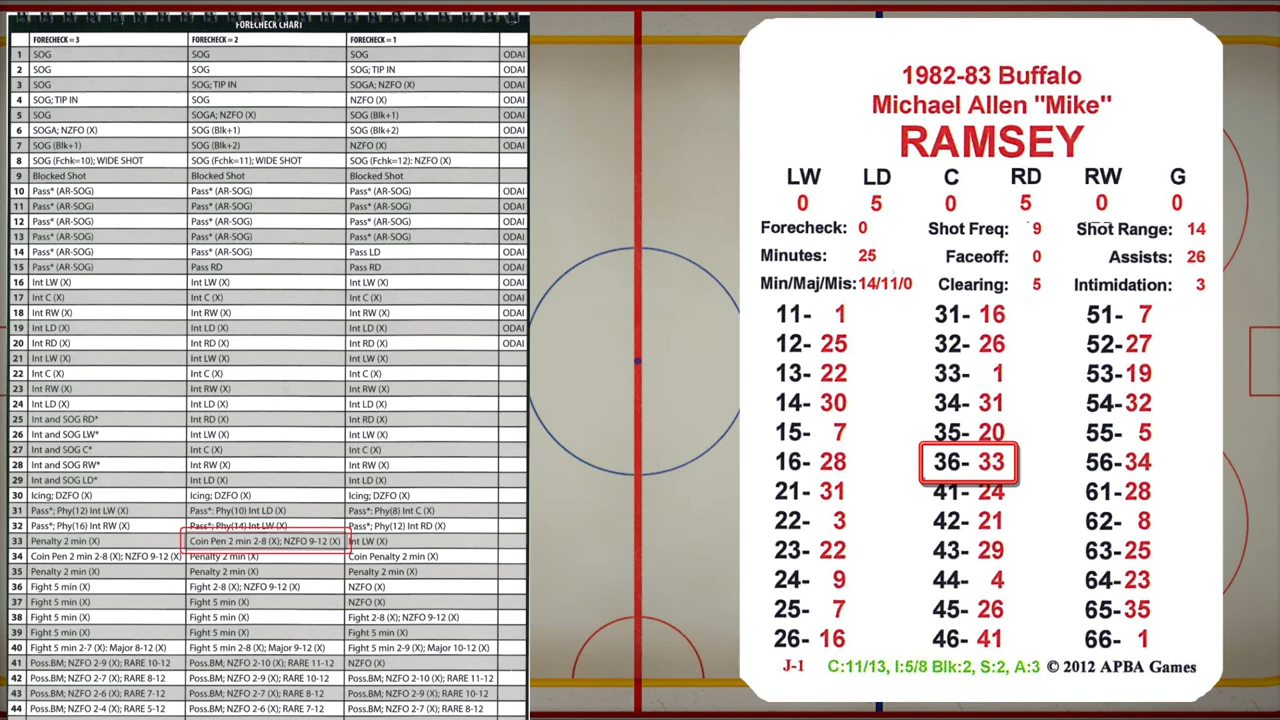 FORECHECK CHART
FORECHECK = 3 FORECHECK = 2 FORECHECK = 1
1 SOG SOG SOG ODAI
2 SOG SOG SOG; TIP IN ODAI
3 SOG SOG; TIP IN SOGA; NZFO (X) ODAI
4 SOG; TIP IN SOG NZFO (X) ODAI
5 SOG SOGA; NZFO (X) SOG (Blk+1) ODAI
6 SOGA; NZFO (X) SOG (Blk+1) SOG (Blk+2) ODAI
7 SOG (Blk+1) SOG (Blk+2) NZFO (X) ODAI
8 SOG (Fchk=10); WIDE SHOT SOG (Fchk=11); WIDE SHOT SOG (Fchk=12): NZFO (X)
9 Blocked Shot Blocked Shot Blocked Shot
10 Pass* (AR-SOG) Pass* (AR-SOG) Pass* (AR-SOG) ODAI
11 Pass* (AR-SOG) Pass* (AR-SOG) Pass* (AR-SOG) ODAI
12 Pass* (AR-SOG) Pass* (AR-SOG) Pass* (AR-SOG) ODAI
13 Pass* (AR-SOG) Pass* (AR-SOG) Pass* (AR-SOG) ODAI
14 Pass* (AR-SOG) Pass* (AR-SOG) Pass LD ODAI
15 Pass* (AR-SOG) Pass RD Pass RD ODAI
16 Int LW (X) Int LW (X) Int LW (X) ODAI
17 Int C (X) Int C (X) Int C (X) ODAI
18 Int RW (X) Int RW (X) Int RW (X) ODAI
19 Int LD (X) Int LD (X) Int LD (X) ODAI
20 Int RD (X) Int RD (X) Int RD (X) ODAI
21 Int LW (X) Int LW (X) Int LW (X)
22 Int C (X) Int C (X) Int C (X)
23 Int RW (X) Int RW (X) Int RW (X)
24 Int LD (X) Int LD (X) Int LD (X)
25 Int and SOG RD* Int RD (X) Int RD (X)
26 Int and SOG LW* Int LW (X) Int LW (X)
27 Int and SOG C* Int C (X) Int C (X)
28 Int and SOG RW* Int RW (X) Int RW (X)
29 Int and SOG LD* Int LD (X) Int LD (X)
30 Icing; DZFO (X) Icing; DZFO (X) Icing; DZFO (X)
31 Pass*; Phy(12) Int LW (X) Pass*; Phy(10) Int LD (X) Pass*; Phy(8) Int C (X)
32 Pass*; Phy(16) Int RW (X) Pass*; Phy(14) Int LW (X) Pass*; Phy(12) Int RD (X)
33 Penalty 2 min (X) Coin Pen 2 min 2-8 (X); NZFO 9-12 (X) Int LW (X)
34 Coin Pen 2 min 2-8 (X); NZFO 9-12 (X) Penalty 2 min (X) Coin Penalty 2 min (X)
35 Penalty 2 min (X) Penalty 2 min (X) Penalty 2 min (X)
36 Fight 5 min (X) Fight 2-8 (X); NZFO 9-12 (X) NZFO (X)
37 Fight 5 min (X) Fight 5 min (X) NZFO (X)
38 Fight 5 min (X) Fight 5 min (X) Fight 2-8 (X); NZFO 9-12 (X)
39 Fight 5 min (X) Fight 5 min (X) Fight 5 min (X)
40 Fight 5 min 2-7 (X): Major 8-12 (X) Fight 5 min 2-8 (X); Major 9-12 (X) Fight 5 min 2-9 (X); Major 10-12 (X)
41 Poss.BM; NZFO 2-9 (X); RARE 10-12 Poss.BM; NZFO 2-10 (X); RARE 11-12 NZFO (X)
42 Poss.BM; NZFO 2-7 (X); RARE 8-12 Poss.BM; NZFO 2-9 (X); RARE 10-12 Poss.BM; NZFO 2-10 (X); RARE 11-12
43 Poss.BM; NZFO 2-6 (X); RARE 7-12 Poss.BM; NZFO 2-7 (X); RARE 8-12 Poss.BM; NZFO 2-9 (X); RARE 10-12
44 Poss.BM; NZFO 2-4 (X); RARE 5-12 Poss.BM; NZFO 2-6 (X); RARE 7-12 Poss.BM; NZFO 2-7 (X); RARE 8-12
1982-83 Buffalo
Michael Allen "Mike"
RAMSEY
LW LD C RD RW G
0 5 0 5 0 0
Forecheck: 0 Shot Freq: 9 Shot Range: 14
Minutes: 25 Faceoff: 0 Assists: 26
Min/Maj/Mis: 14/11/0 Clearing: 5 Intimidation: 3
11- 1 31- 16 51- 7
12- 25 32- 26 52- 27
13- 22 33- 1 53- 19
14- 30 34- 31 54- 32
15- 7 35- 20 55- 5
16- 28 36- 33 56- 34
21- 31 41- 24 61- 28
22- 3 42- 21 62- 8
23- 22 43- 29 63- 25
24- 9 44- 4 64- 23
25- 7 45- 26 65- 35
26- 16 46- 41 66- 1
J-1 C:11/13, I:5/8 Blk:2, S:2, A:3 © 2012 APBA Games